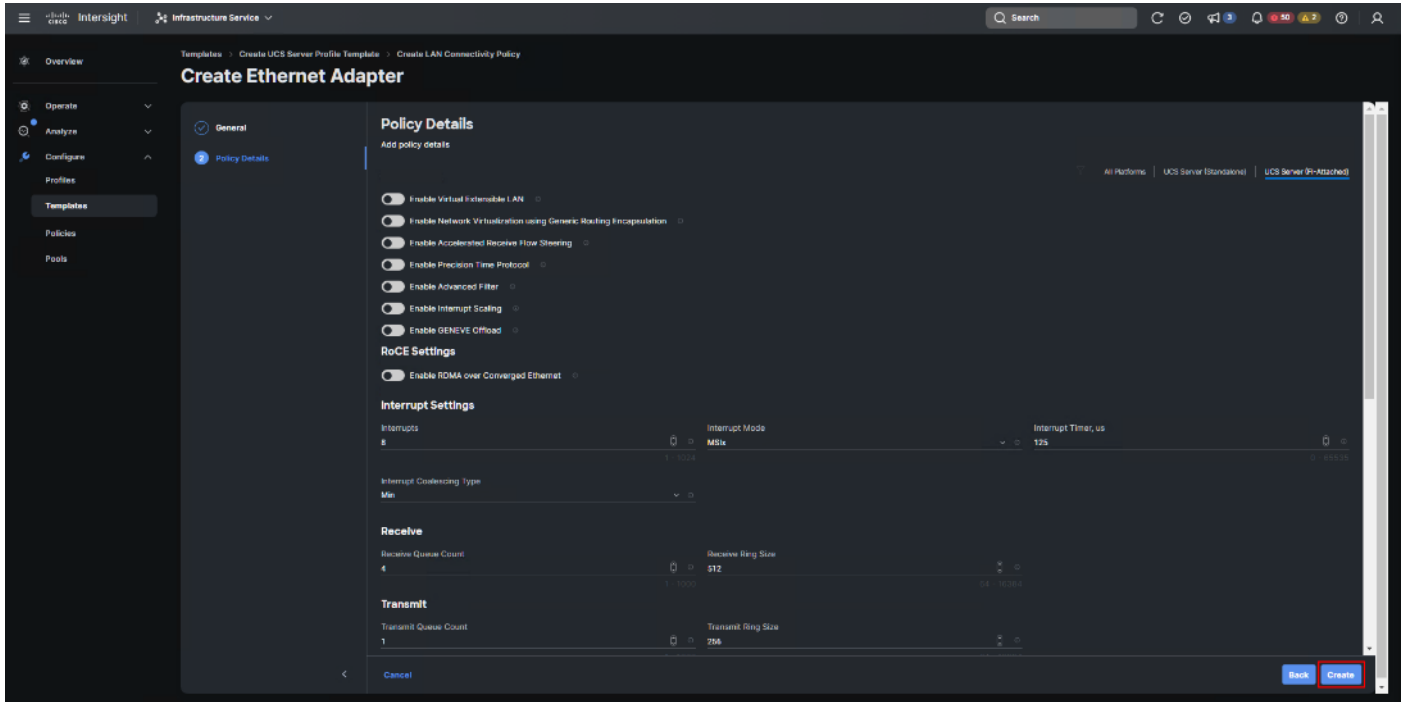 cisco Intersight
Infrastructure Service
Search
3
50
2
Overview
Operate
Analyze
Configure
Profiles
Templates
Policies
Pools
Templates > Create UCS Server Profile Template > Create LAN Connectivity Policy
Create Ethernet Adapter
General
2 Policy Details
Policy Details
Add policy details
All Platforms | UCS Server (Standalone) | UCS Server (FI-Attached)
Enable Virtual Extensible LAN
Enable Network Virtualization using Generic Routing Encapsulation
Enable Accelerated Receive Flow Steering
Enable Precision Time Protocol
Enable Advanced Filter
Enable Interrupt Scaling
Enable GENEVE Offload
RoCE Settings
Enable RDMA over Converged Ethernet
Interrupt Settings
Interrupts
8
1 - 1024
Interrupt Mode
MSIx
Interrupt Timer, us
125
0 - 65535
Interrupt Coalescing Type
Min
Receive
Receive Queue Count
4
1 - 1000
Receive Ring Size
512
64 - 16384
Transmit
Transmit Queue Count
1
Transmit Ring Size
256
Cancel
Back
Create